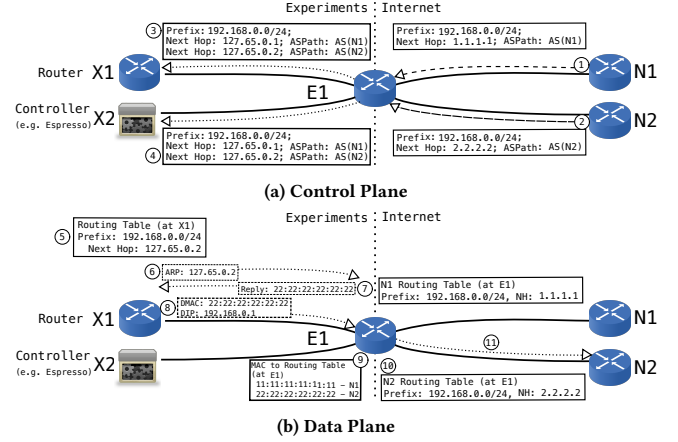 Experiments Internet
③ Prefix: 192.168.0.0/24;
Next Hop: 127.65.0.1; ASPath: AS(N1)
Next Hop: 127.65.0.2; ASPath: AS(N2)
Prefix: 192.168.0.0/24;
Next Hop: 1.1.1.1; ASPath: AS(N1)
Router X1
E1
① N1
Controller
(e.g. Espresso)
X2
② N2
④ Prefix: 192.168.0.0/24;
Next Hop: 127.65.0.1; ASPath: AS(N1)
Next Hop: 127.65.0.2; ASPath: AS(N2)
Prefix: 192.168.0.0/24;
Next Hop: 2.2.2.2; ASPath: AS(N2)
(a) Control Plane
Experiments Internet
⑤ Routing Table (at X1)
Prefix: 192.168.0.0/24
Next Hop: 127.65.0.2
⑥ ARP: 127.65.0.2
Reply: 22:22:22:22:22:22 ⑦
N1 Routing Table (at E1)
Prefix: 192.168.0.0/24, NH: 1.1.1.1
⑧ DMAC: 22:22:22:22:22:22
DIP: 192.168.0.1
Router X1
E1
N1
⑪
Controller
(e.g. Espresso)
X2
N2
MAC to Routing Table ⑨
(at E1)
11:11:11:11:11:11 – N1
22:22:22:22:22:22 – N2
⑩
N2 Routing Table (at E1)
Prefix: 192.168.0.0/24, NH: 2.2.2.2
(b) Data Plane